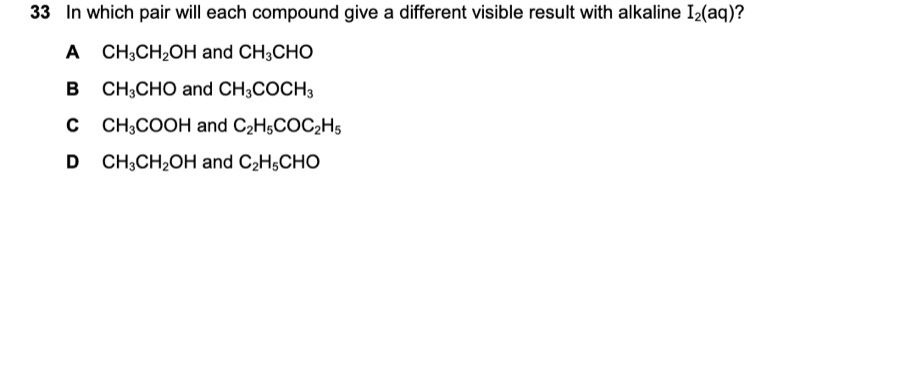 33 In which pair will each compound give a different visible result with alkaline I₂(aq)?
A CH₃CH₂OH and CH₃CHO
B CH₃CHO and CH₃COCH₃
C CH₃COOH and C₂H₅COC₂H₅
D CH₃CH₂OH and C₂H₅CHO